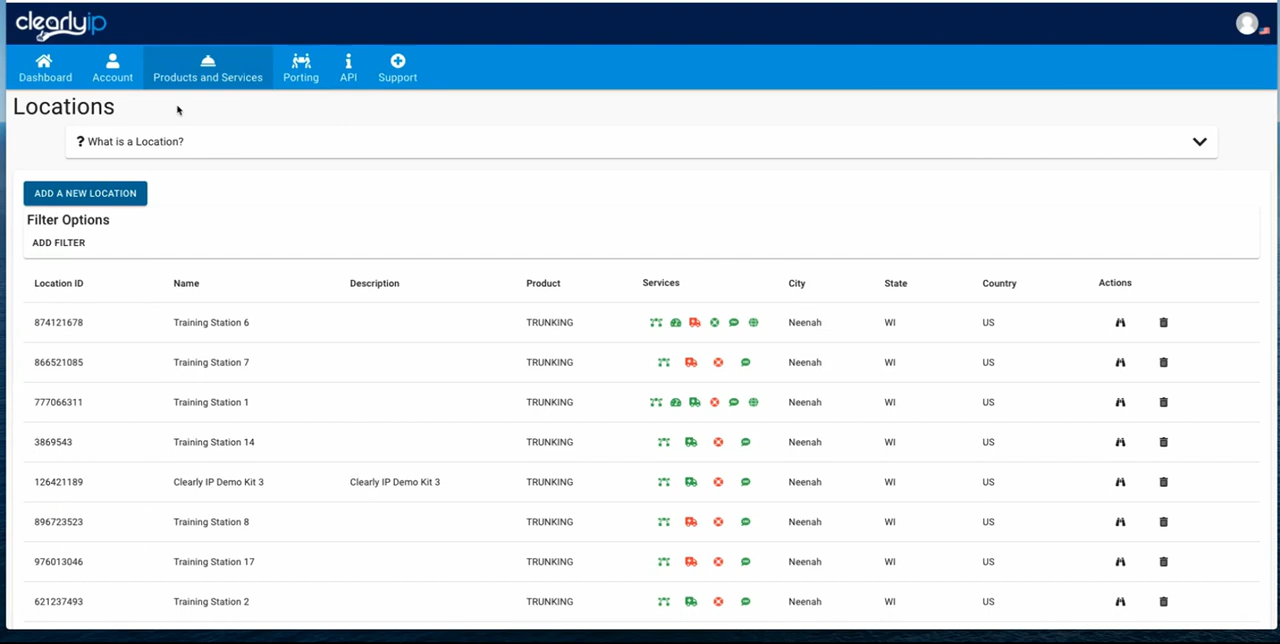 clearlyip
Dashboard Account Products and Services Porting API Support
Locations
? What is a Location?
ADD A NEW LOCATION
Filter Options
ADD FILTER
Location ID Name Description Product Services City State Country Actions
874121678 Training Station 6 TRUNKING Neenah WI US
866521085 Training Station 7 TRUNKING Neenah WI US
777066311 Training Station 1 TRUNKING Neenah WI US
3869543 Training Station 14 TRUNKING Neenah WI US
126421189 Clearly IP Demo Kit 3 Clearly IP Demo Kit 3 TRUNKING Neenah WI US
896723523 Training Station 8 TRUNKING Neenah WI US
976013046 Training Station 17 TRUNKING Neenah WI US
621237493 Training Station 2 TRUNKING Neenah WI US